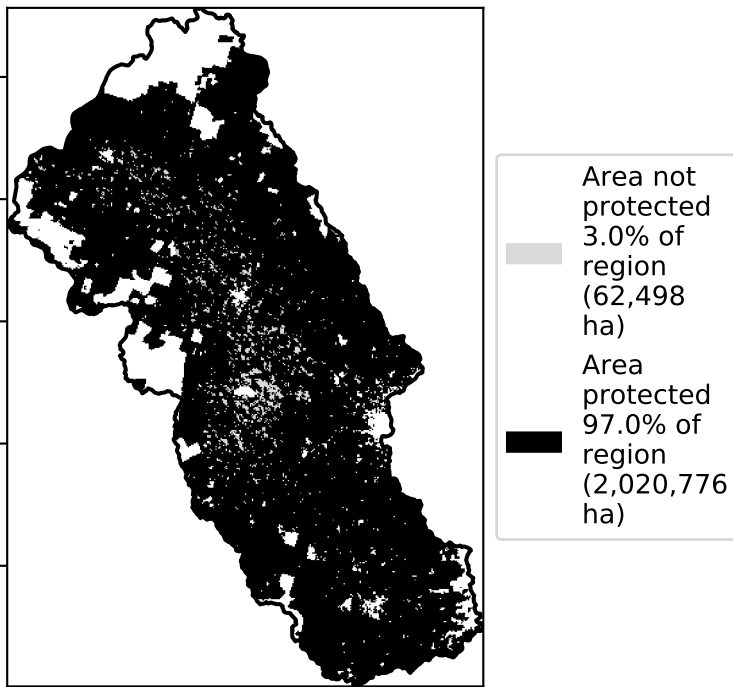 Area not
protected
3.0% of
region
(62,498
ha)
Area
protected
97.0% of
region
(2,020,776
ha)